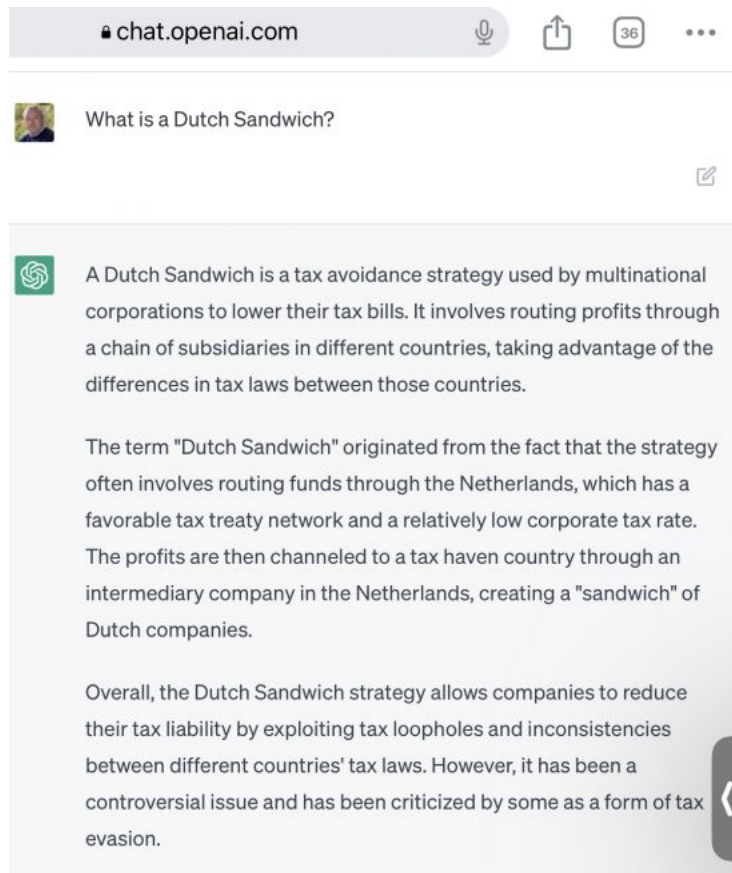 chat.openai.com
36
What is a Dutch Sandwich?
A Dutch Sandwich is a tax avoidance strategy used by multinational
corporations to lower their tax bills. It involves routing profits through
a chain of subsidiaries in different countries, taking advantage of the
differences in tax laws between those countries.
The term "Dutch Sandwich" originated from the fact that the strategy
often involves routing funds through the Netherlands, which has a
favorable tax treaty network and a relatively low corporate tax rate.
The profits are then channeled to a tax haven country through an
intermediary company in the Netherlands, creating a "sandwich" of
Dutch companies.
Overall, the Dutch Sandwich strategy allows companies to reduce
their tax liability by exploiting tax loopholes and inconsistencies
between different countries' tax laws. However, it has been a
controversial issue and has been criticized by some as a form of tax
evasion.